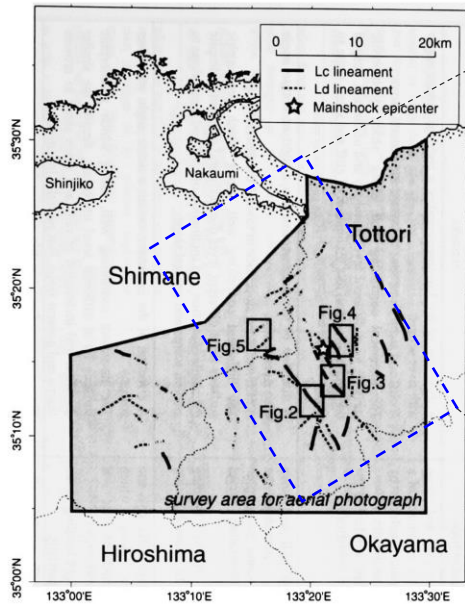 0 10 20km
Lc lineament
Ld lineament
Mainshock epicenter
35°30'N
Shinjiko
Nakaumi
Tottori
35°20'N
Shimane
Fig.4
Fig.5
Fig.3
Fig.2
35°10'N
survey area for aerial photograph
Hiroshima
Okayama
35°00'N
133°00'E 133°10'E 133°20'E 133°30'E